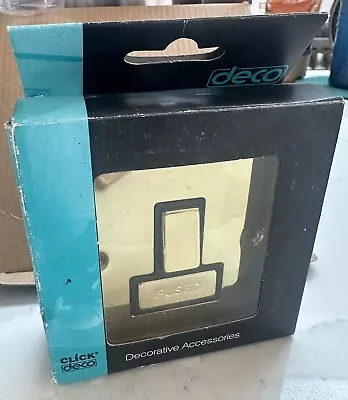 deco
FUSED
CLICK®
deco
Decorative Accessories